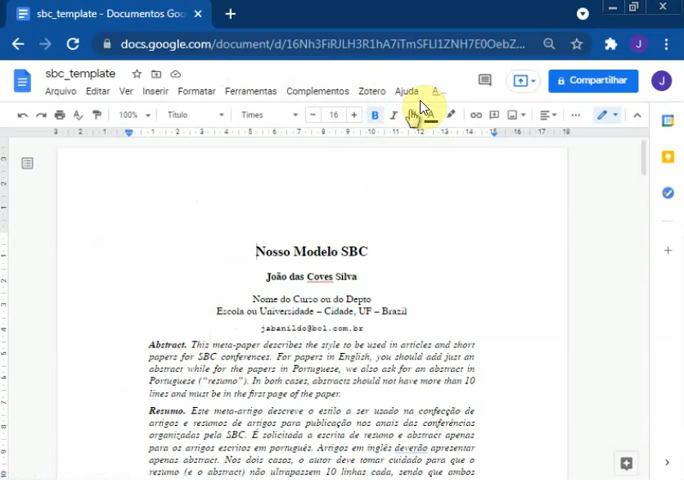 sbc_template - Documentos Goo
docs.google.com/document/d/
sbc_template
Arquivo Editar Ver Inserir Formatar Ferramentas Complementos Zotero Ajuda A...
Compartilhar J
100% Título Times 16 B I A
Nosso Modelo SBC
João das Coves Silva
Nome do Curso ou do Depto
Escola ou Universidade – Cidade, UF – Brazil
jabanildo@bol.com.br
Abstract. This meta-paper describes the style to be used in articles and short
papers for SBC conferences. For papers in English, you should add just an
abstract while for the papers in Portuguese, we also ask for an abstract in
Portuguese (“resumo”). In both cases, abstracts should not have more than 10
lines and must be in the first page of the paper.
Resumo. Este meta-artigo descreve o estilo a ser usado na confecção de
artigos e resumos de artigos para publicação nos anais das conferências
organizadas pela SBC. É solicitada a escrita de resumo e abstract apenas
para os artigos escritos em português. Artigos em inglês deverão apresentar
apenas abstract. Nos dois casos, o autor deve tomar cuidado para que o
resumo (e o abstract) não ultrapassem 10 linhas cada, sendo que ambos